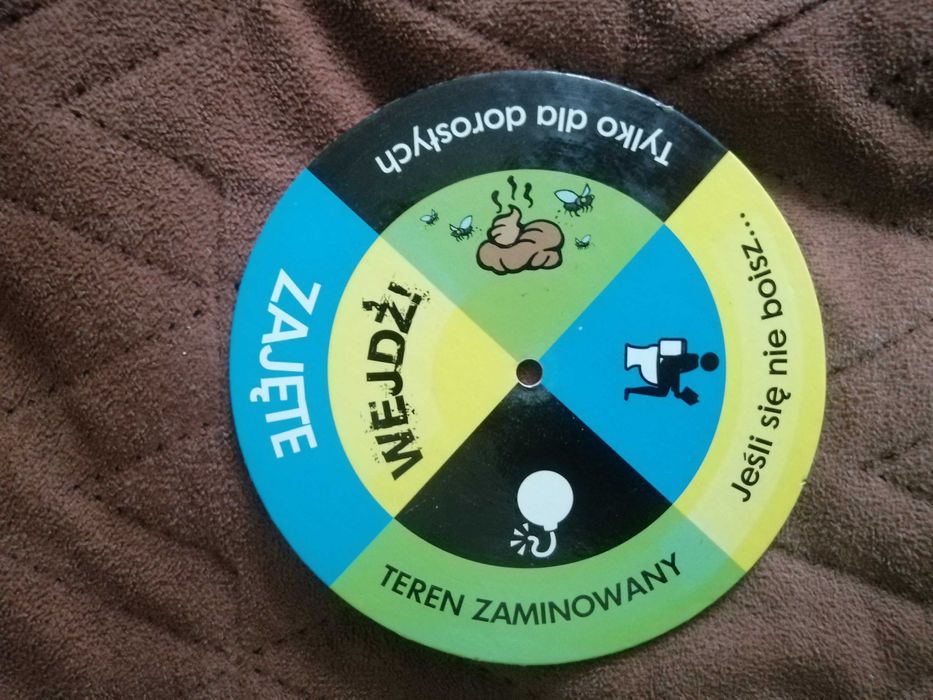 Tylko dla dorosłych
Jeśli się nie boisz...
TEREN ZAMINOWANY
ZAJĘTE
WEJDŹ!